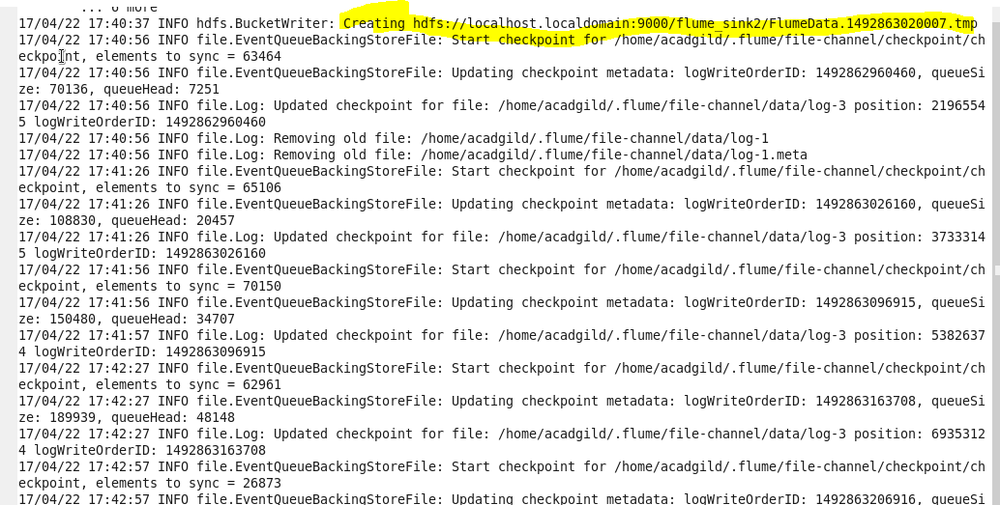 ... 6 more
17/04/22 17:40:37 INFO hdfs.BucketWriter: Creating hdfs://localhost.localdomain:9000/flume_sink2/FlumeData.1492863020007.tmp
17/04/22 17:40:56 INFO file.EventQueueBackingStoreFile: Start checkpoint for /home/acadgild/.flume/file-channel/checkpoint/ch
eckpoint, elements to sync = 63464
17/04/22 17:40:56 INFO file.EventQueueBackingStoreFile: Updating checkpoint metadata: logWriteOrderID: 1492862960460, queueSi
ze: 70136, queueHead: 7251
17/04/22 17:40:56 INFO file.Log: Updated checkpoint for file: /home/acadgild/.flume/file-channel/data/log-3 position: 2196554
5 logWriteOrderID: 1492862960460
17/04/22 17:40:56 INFO file.Log: Removing old file: /home/acadgild/.flume/file-channel/data/log-1
17/04/22 17:40:56 INFO file.Log: Removing old file: /home/acadgild/.flume/file-channel/data/log-1.meta
17/04/22 17:41:26 INFO file.EventQueueBackingStoreFile: Start checkpoint for /home/acadgild/.flume/file-channel/checkpoint/ch
eckpoint, elements to sync = 65106
17/04/22 17:41:26 INFO file.EventQueueBackingStoreFile: Updating checkpoint metadata: logWriteOrderID: 1492863026160, queueSi
ze: 108830, queueHead: 20457
17/04/22 17:41:26 INFO file.Log: Updated checkpoint for file: /home/acadgild/.flume/file-channel/data/log-3 position: 3733314
5 logWriteOrderID: 1492863026160
17/04/22 17:41:56 INFO file.EventQueueBackingStoreFile: Start checkpoint for /home/acadgild/.flume/file-channel/checkpoint/ch
eckpoint, elements to sync = 70150
17/04/22 17:41:56 INFO file.EventQueueBackingStoreFile: Updating checkpoint metadata: logWriteOrderID: 1492863096915, queueSi
ze: 150480, queueHead: 34707
17/04/22 17:41:57 INFO file.Log: Updated checkpoint for file: /home/acadgild/.flume/file-channel/data/log-3 position: 5382637
4 logWriteOrderID: 1492863096915
17/04/22 17:42:27 INFO file.EventQueueBackingStoreFile: Start checkpoint for /home/acadgild/.flume/file-channel/checkpoint/ch
eckpoint, elements to sync = 62961
17/04/22 17:42:27 INFO file.EventQueueBackingStoreFile: Updating checkpoint metadata: logWriteOrderID: 1492863163708, queueSi
ze: 189939, queueHead: 48148
17/04/22 17:42:27 INFO file.Log: Updated checkpoint for file: /home/acadgild/.flume/file-channel/data/log-3 position: 6935312
4 logWriteOrderID: 1492863163708
17/04/22 17:42:57 INFO file.EventQueueBackingStoreFile: Start checkpoint for /home/acadgild/.flume/file-channel/checkpoint/ch
eckpoint, elements to sync = 26873
17/04/22 17:42:57 INFO file.EventQueueBackingStoreFile: Updating checkpoint metadata: logWriteOrderID: 1492863206916, queueSi